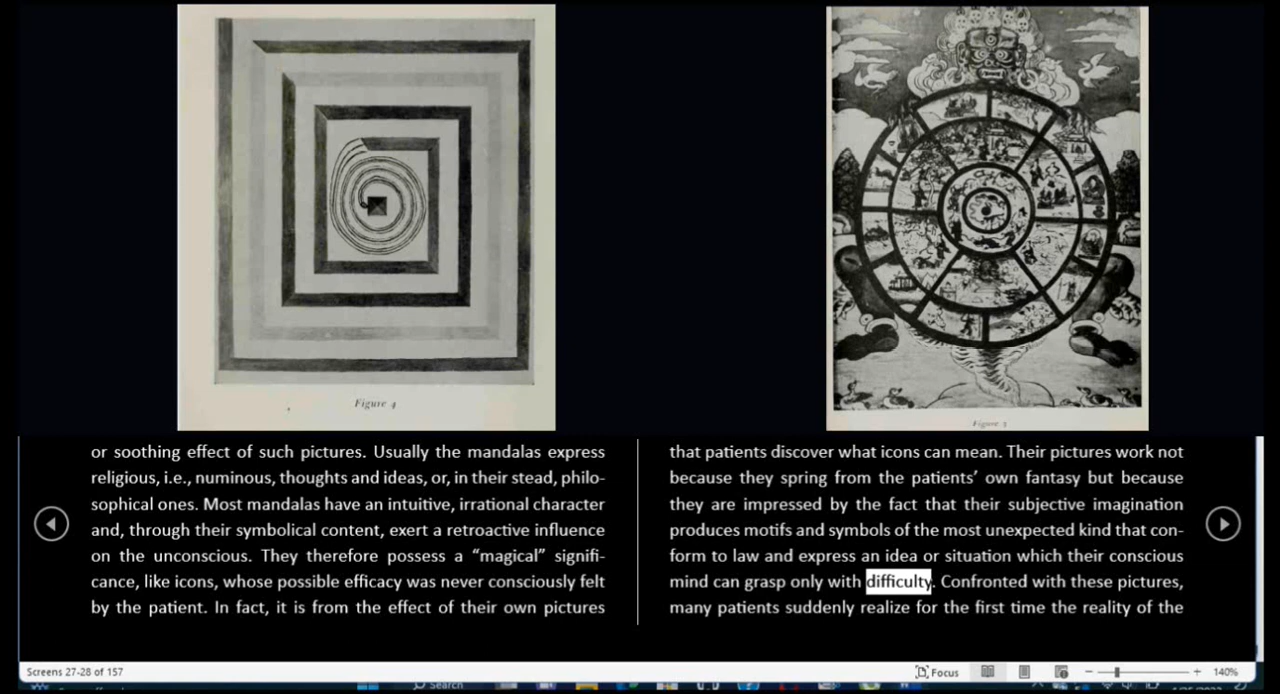 Figure 4
or soothing effect of such pictures. Usually the mandalas express
religious, i.e., numinous, thoughts and ideas, or, in their stead, philo-
sophical ones. Most mandalas have an intuitive, irrational character
and, through their symbolical content, exert a retroactive influence
on the unconscious. They therefore possess a “magical” signifi-
cance, like icons, whose possible efficacy was never consciously felt
by the patient. In fact, it is from the effect of their own pictures
that patients discover what icons can mean. Their pictures work not
because they spring from the patients’ own fantasy but because
they are impressed by the fact that their subjective imagination
produces motifs and symbols of the most unexpected kind that con-
form to law and express an idea or situation which their conscious
mind can grasp only with difficulty. Confronted with these pictures,
many patients suddenly realize for the first time the reality of the
Screens 27-28 of 157
Focus
140%
Search